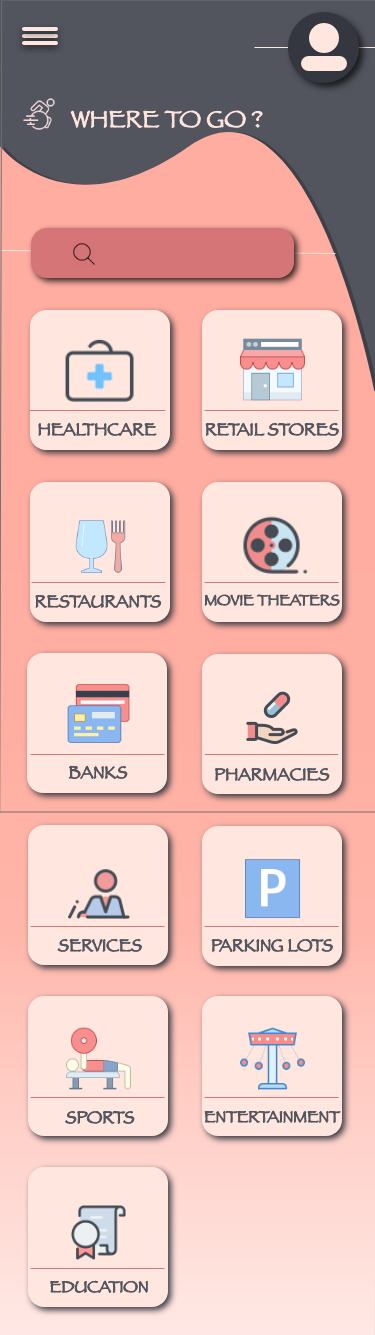 WHERE TO GO ?
HEALTHCARE
RETAIL STORES
RESTAURANTS
MOVIE THEATERS
BANKS
PHARMACIES
SERVICES
P
PARKING LOTS
SPORTS
ENTERTAINMENT
EDUCATION